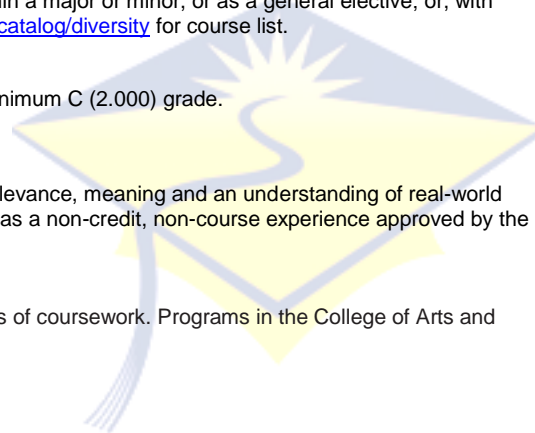 in a major or minor; or as a general elective; or, with
catalog/diversity for course list.
nimum C (2.000) grade.
levance, meaning and an understanding of real-world
as a non-credit, non-course experience approved by the
s of coursework. Programs in the College of Arts and